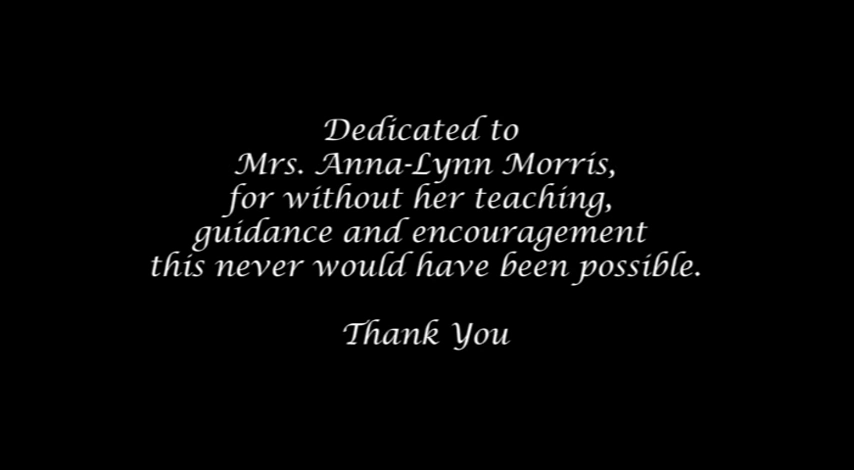 Dedicated to
Mrs. Anna-Lynn Morris,
for without her teaching,
guidance and encouragement
this never would have been possible.
Thank You